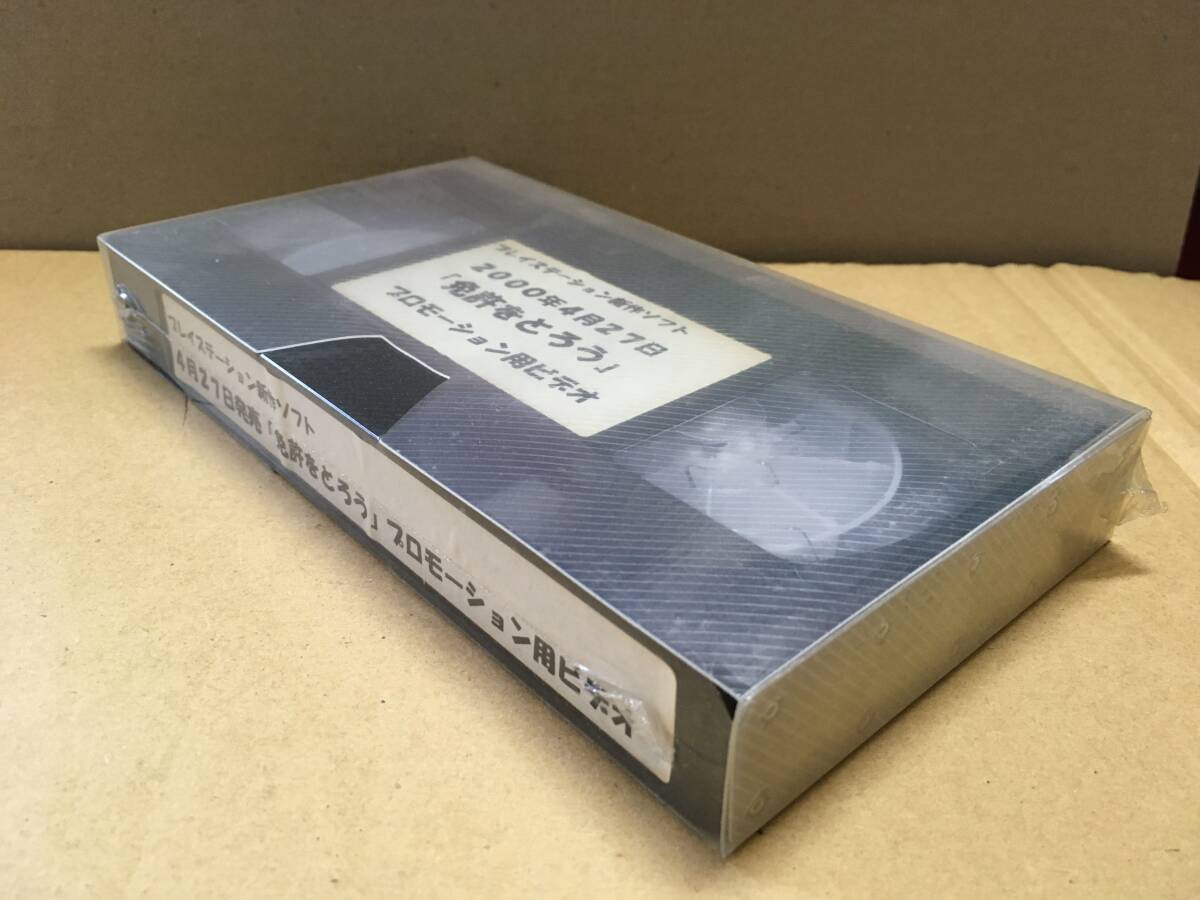 プレイステーション新作ソフト
2000年4月27日
「免許をとろう」
プロモーション用ビデオ
プレイステーション新作ソフト
4月27日発売「免許をとろう」プロモーション用ビデオ